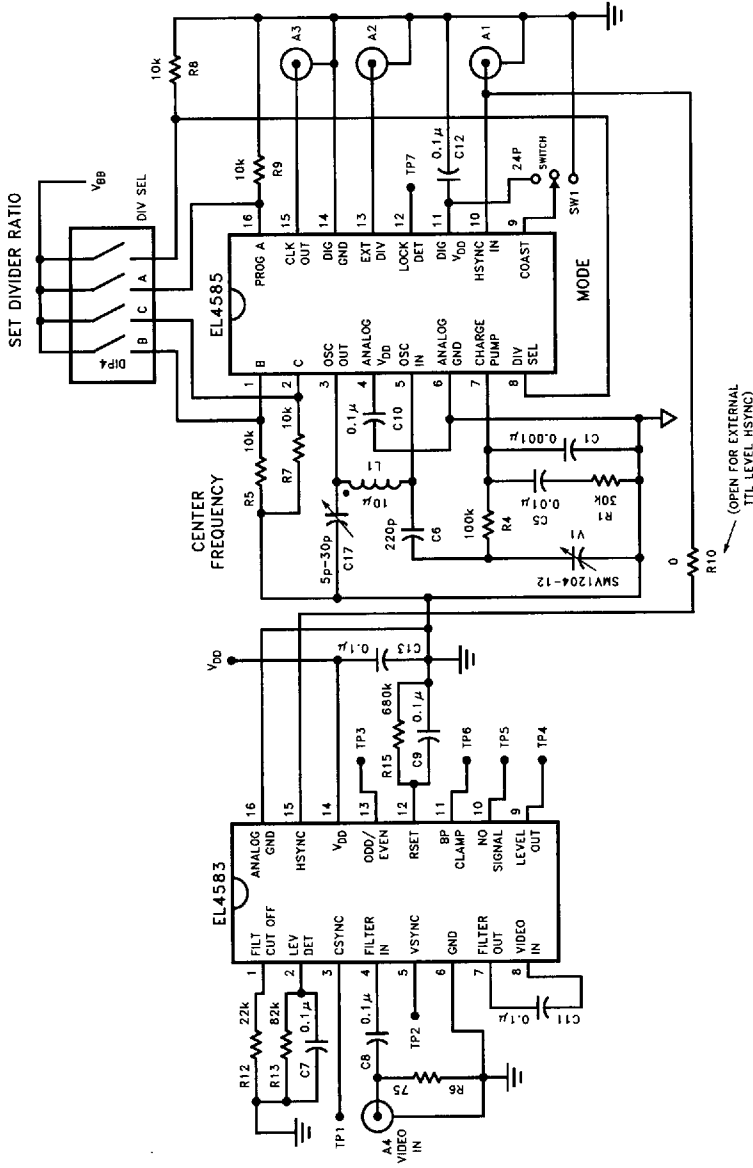 SET DIVIDER RATIO
VBB
DIV SEL
A
C
B
DIP4
10k
R8
10k
R9
A3
A2
A1
EL4585
16
PROG A
15
CLK
OUT
14
DIG
GND
13
EXT
DIV
12
LOCK
DET
11
DIG
VDD
10
HSYNC
IN
9
COAST
1
B
2
C
3
OSC
OUT
4
ANALOG
VDD
5
OSC
IN
6
ANALOG
GND
7
CHARGE
PUMP
8
DIV
SEL
TP7
0.1μ
C12
24P
SWITCH
SW1
MODE
10k
R5
10k
R7
CENTER
FREQUENCY
5p-30p
C17
L1
10μ
0.1μ
C10
220p
C6
100k
R4
C5
0.01μ
C1
0.001μ
R1
30k
V1
SMV1204-12
0
R10
(OPEN FOR EXTERNAL
TTL LEVEL HSYNC)
VDD
0.1μ
C13
680k
R15
0.1μ
C9
TP3
TP6
TP5
TP4
EL4583
16
ANALOG
GND
15
HSYNC
14
VDD
13
ODD/
EVEN
12
RSET
11
BP
CLAMP
10
NO
SIGNAL
9
LEVEL
OUT
1
FILT
CUT OFF
2
LEV
DET
3
CSYNC
4
FILTER
IN
5
VSYNC
6
GND
7
FILTER
OUT
8
VIDEO
IN
22k
R12
82k
R13
0.1μ
C7
TP1
0.1μ
C8
TP2
75
R6
A4
VIDEO
IN
0.1μ
C11